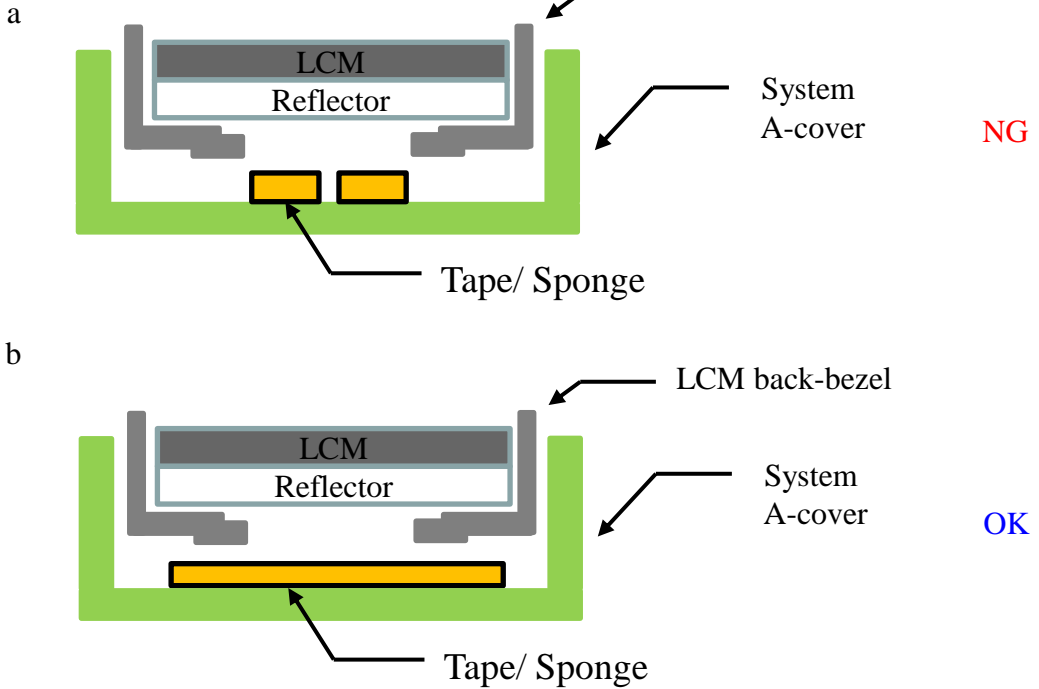 a
LCM
Reflector
System
A-cover
NG
Tape/ Sponge
b
LCM back-bezel
LCM
Reflector
System
A-cover
OK
Tape/ Sponge